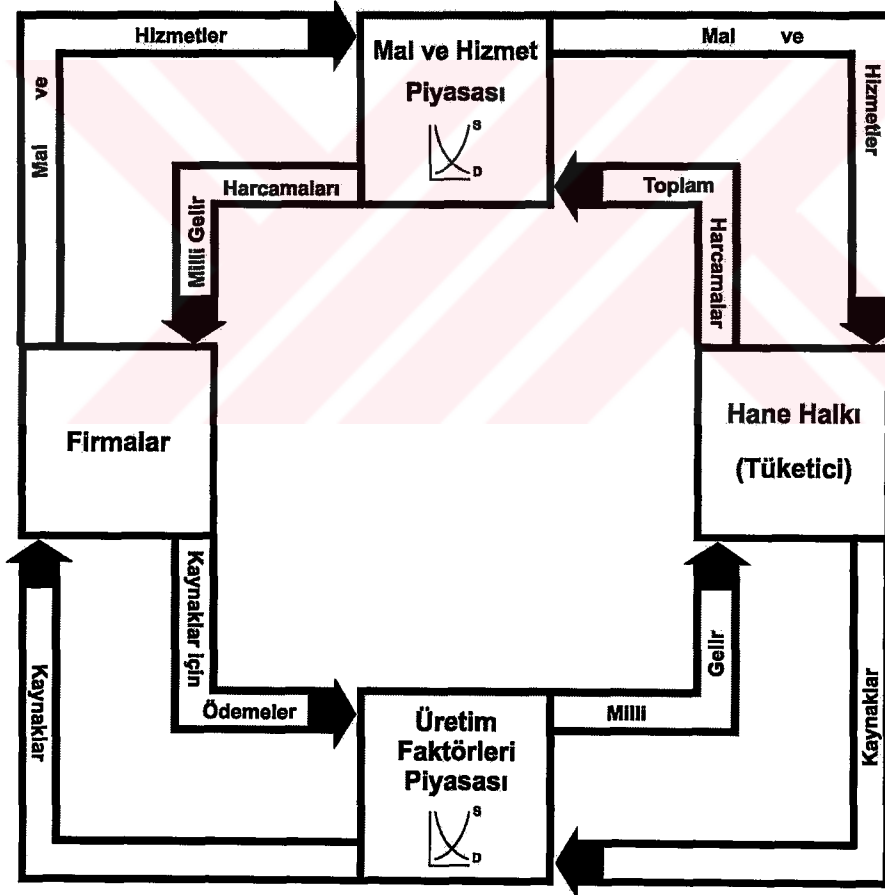 Hizmetler
Mal ve Hizmet
Piyasası
S
D
Mal ve
Hizmetler
Mal ve
Harcamaları
Milli Gelir
Toplam
Harcamalar
Firmalar
Hane Halkı
(Tüketici)
Kaynaklar için
Ödemeler
Kaynaklar
Üretim
Faktörleri
Piyasası
S
D
Milli
Gelir
Kaynaklar